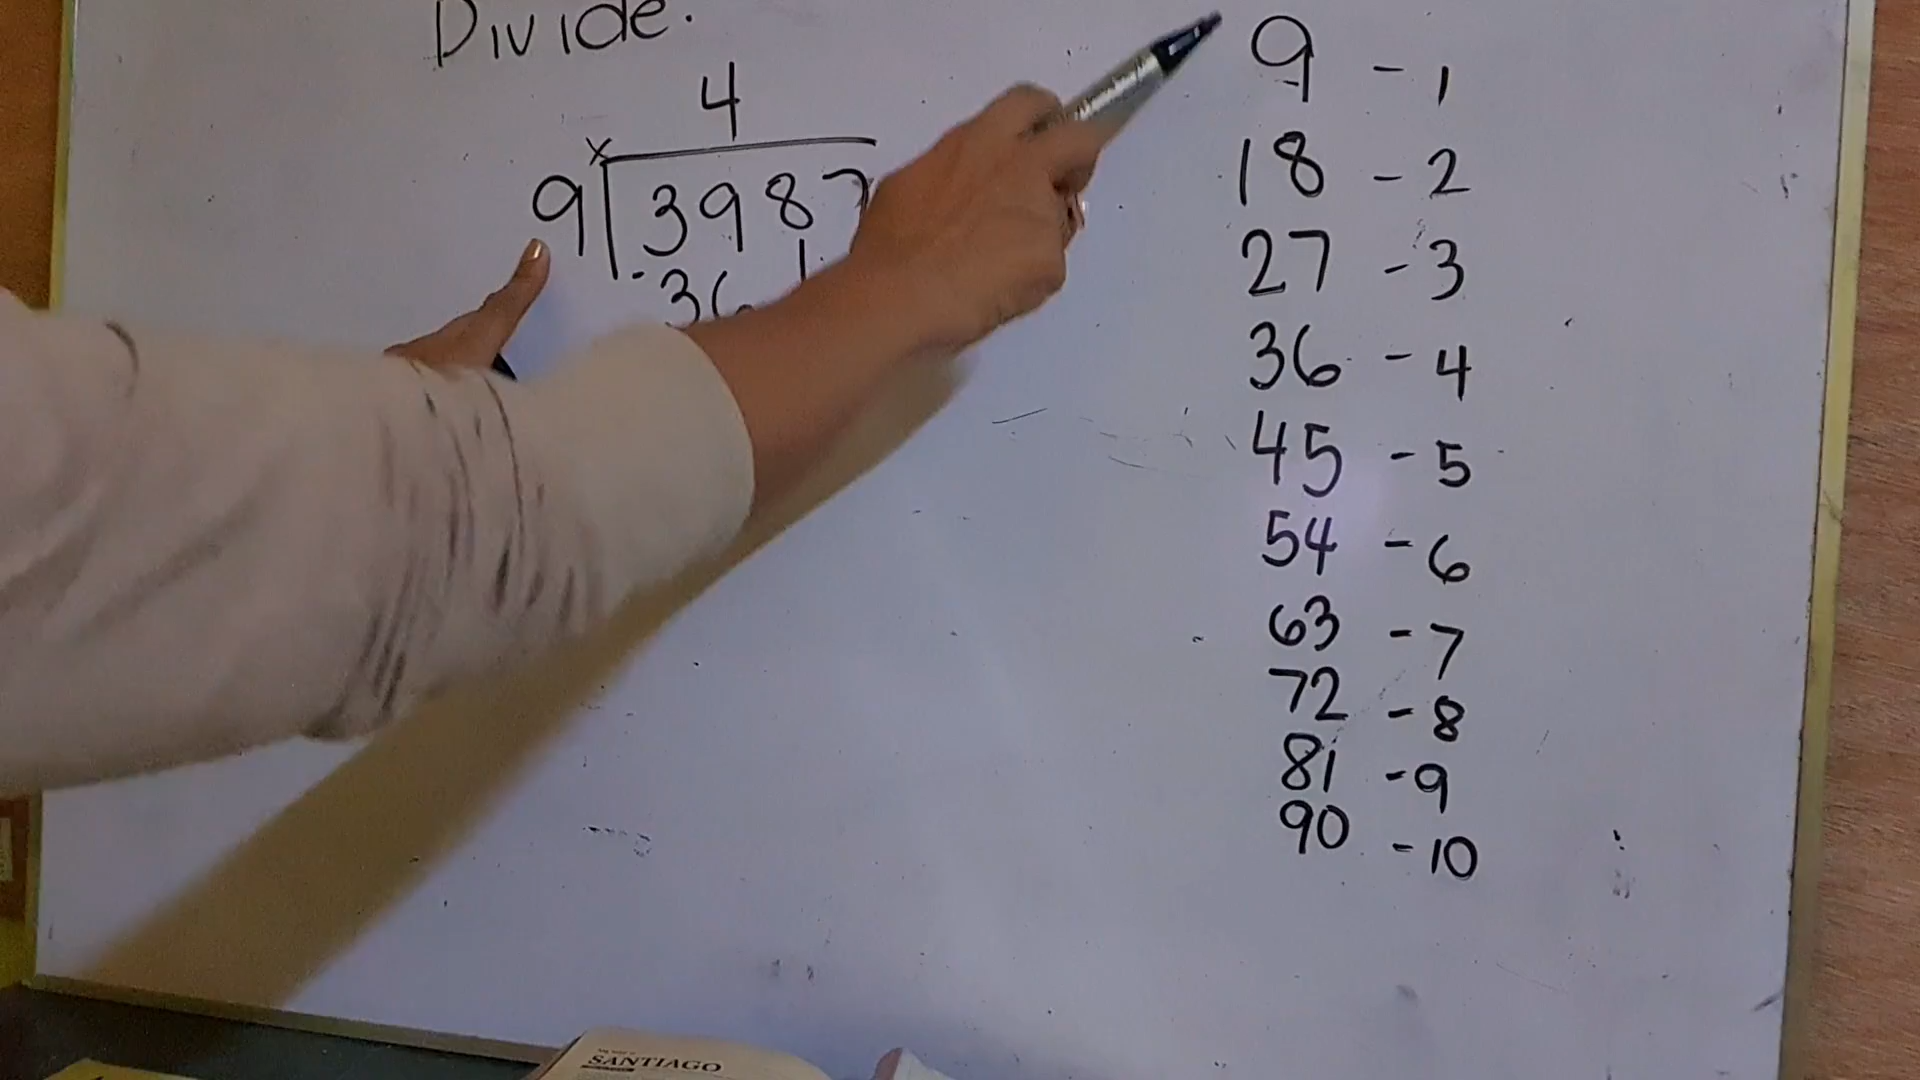 Divide.
4
9 3987
- 36
9 - 1
18 - 2
27 - 3
36 - 4
45 - 5
54 - 6
63 - 7
72 - 8
81 - 9
90 - 10
SANTIAGO